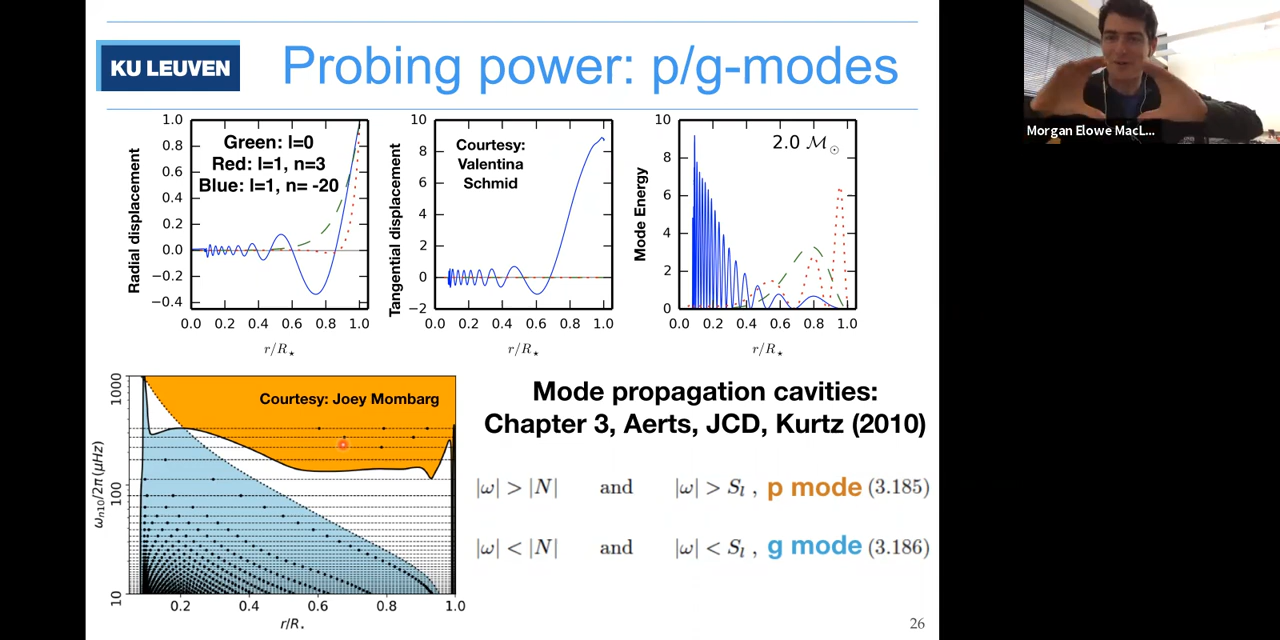 KU LEUVEN
Probing power: p/g-modes
Morgan Elowe MacL...
Radial displacement
1.0
0.8
0.6
0.4
0.2
0.0
−0.2
−0.4
Green: l=0
Red: l=1, n=3
Blue: l=1, n= -20
0.0 0.2 0.4 0.6 0.8 1.0
r/R⋆
Tangential displacement
10
8
6
4
2
0
−2
Courtesy:
Valentina
Schmid
0.0 0.2 0.4 0.6 0.8 1.0
r/R⋆
Mode Energy
10
8
6
4
2
0
2.0 M⊙
0.0 0.2 0.4 0.6 0.8 1.0
r/R⋆
Courtesy: Joey Mombarg
ωn10/2π (μHz)
1000
100
10
0.2 0.4 0.6 0.8 1.0
r/R⋆
Mode propagation cavities:
Chapter 3, Aerts, JCD, Kurtz (2010)
|ω| > |N| and |ω| > Sl , p mode (3.185)
|ω| < |N| and |ω| < Sl , g mode (3.186)
26